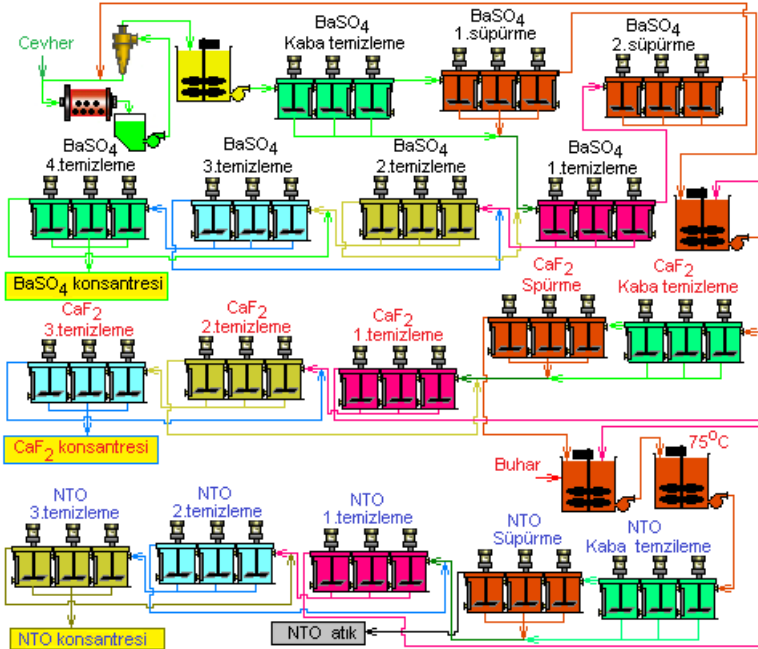 Cevher
BaSO4
Kaba temizleme
BaSO4
1.süpürme
BaSO4
2.süpürme
BaSO4
4.temizleme
BaSO4
3.temizleme
BaSO4
2.temizleme
BaSO4
1.temizleme
BaSO4 konsantresi
CaF2
3.temizleme
CaF2
2.temizleme
CaF2
1.temizleme
CaF2
Spürme
CaF2
Kaba temizleme
CaF2 konsantresi
Buhar
75°C
NTO
3.temizleme
NTO
2.temizleme
NTO
1.temizleme
NTO
Süpürme
NTO
Kaba temzileme
NTO konsantresi
NTO atık